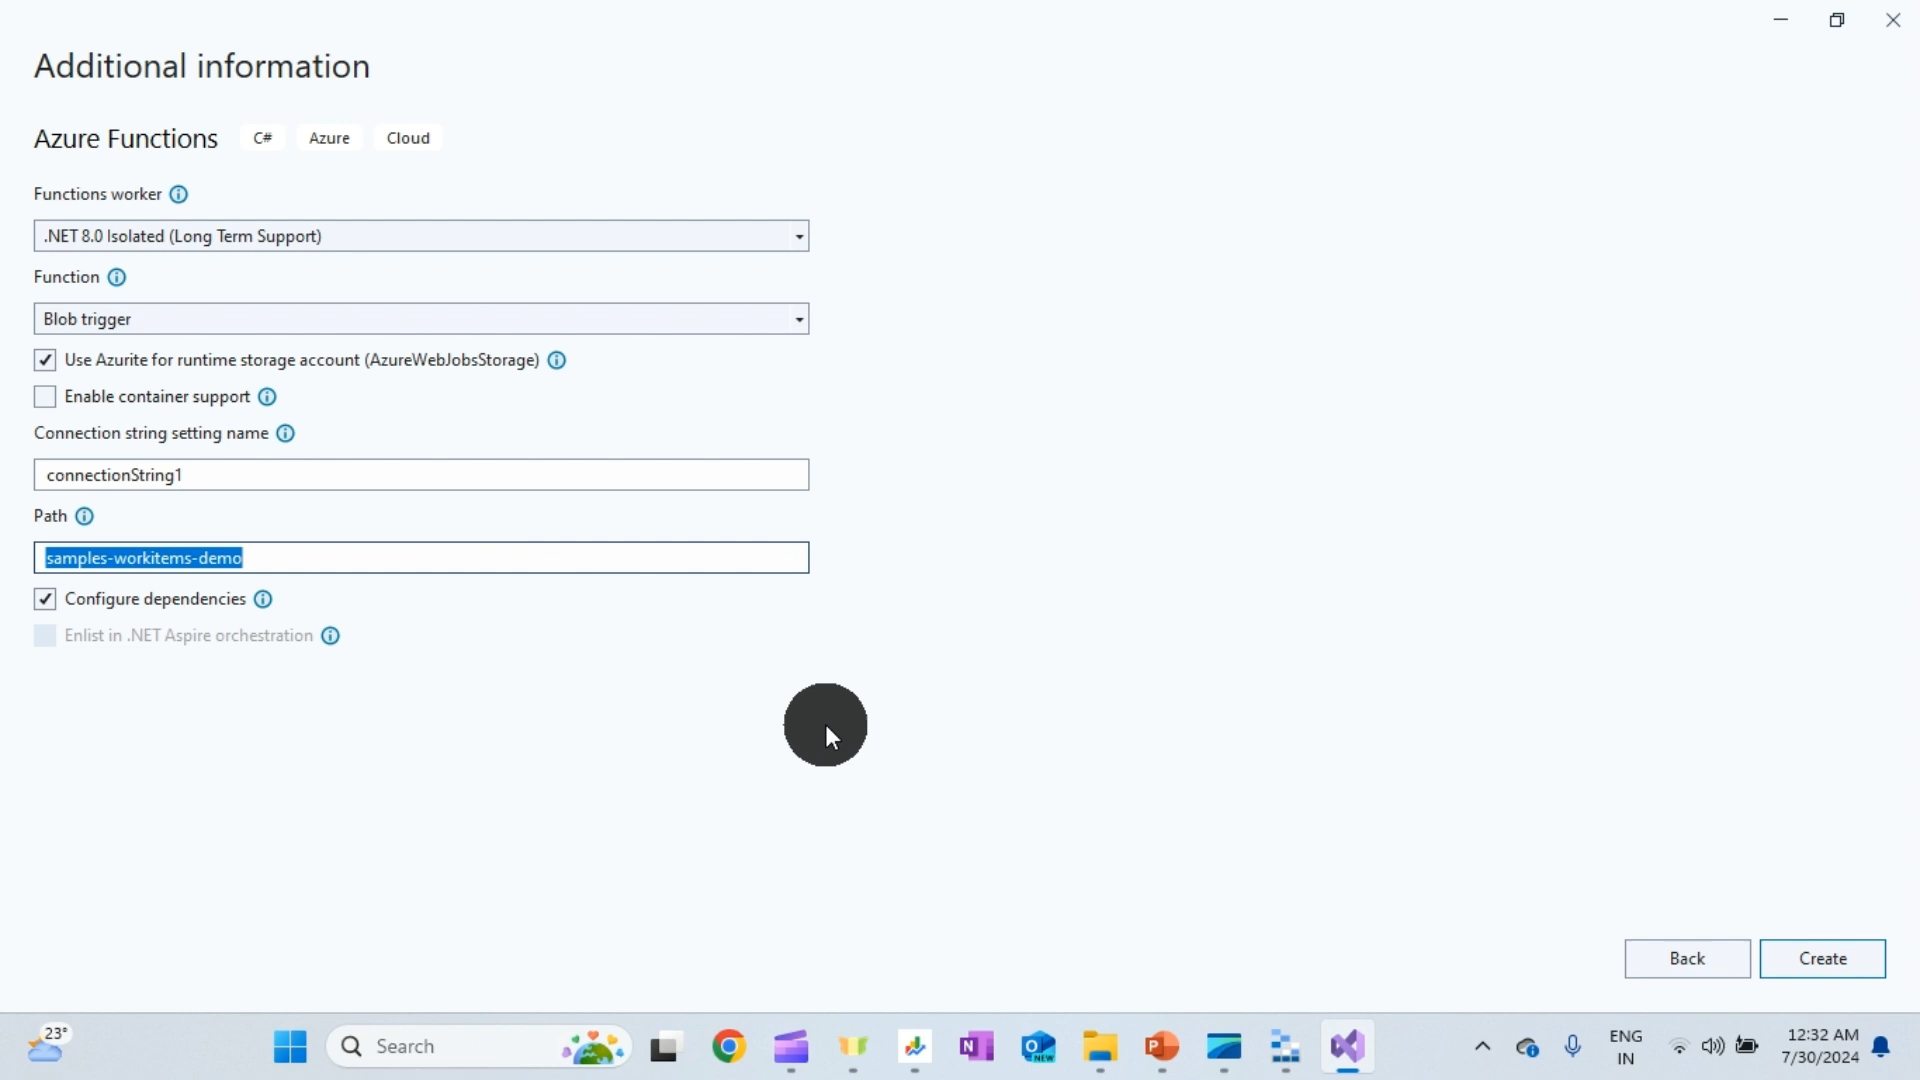 Additional information
Azure Functions C# Azure Cloud
Functions worker
.NET 8.0 Isolated (Long Term Support)
Function
Blob trigger
Use Azurite for runtime storage account (AzureWebJobsStorage)
Enable container support
Connection string setting name
connectionString1
Path
samples-workitems-demo
Configure dependencies
Enlist in .NET Aspire orchestration
Back Create
23°
Search
N
O
NEW
P
ENG
IN
12:32 AM
7/30/2024